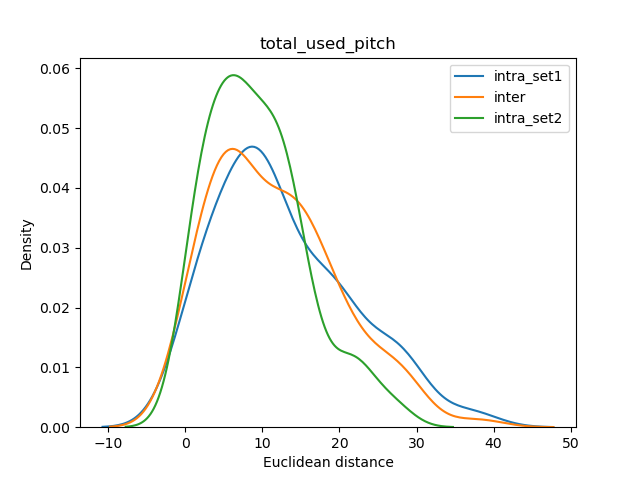 total_used_pitch
intra_set1
inter
intra_set2
0.06
0.05
0.04
0.03
0.02
0.01
0.00
Density
−10
0
10
20
30
40
50
Euclidean distance